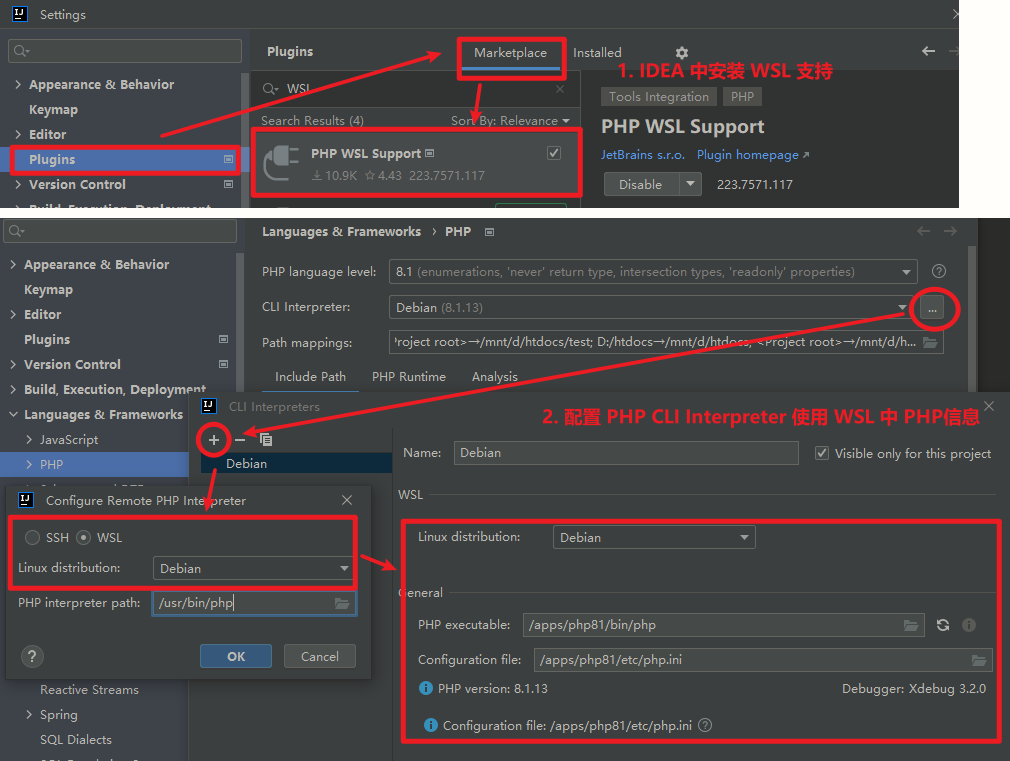 Settings
Plugins
Marketplace
Installed
1. IDEA 中安装 WSL 支持
WSL
Appearance & Behavior
Keymap
Editor
Plugins
Version Control
Search Results (4)
Sort By: Relevance
PHP WSL Support
10.9K
4.43
223.7571.117
Tools Integration
PHP
PHP WSL Support
JetBrains s.r.o.
Plugin homepage
Disable
223.7571.117
Languages & Frameworks
PHP
Appearance & Behavior
Keymap
Editor
Plugins
Version Control
Build, Execution, Deployment
Languages & Frameworks
JavaScript
PHP
PHP language level:
8.1 (enumerations, 'never' return type, intersection types, 'readonly' properties)
CLI Interpreter:
Debian (8.1.13)
...
Path mappings:
Project root>→/mnt/d/htdocs/test; D:/htdocs→/mnt/d/htdocs; <Project root>→/mnt/d/h...
Include Path
PHP Runtime
Analysis
CLI Interpreters
2. 配置 PHP CLI Interpreter 使用 WSL 中 PHP信息
Debian
Name:
Debian
Visible only for this project
WSL
Linux distribution:
Debian
General
PHP executable:
/apps/php81/bin/php
Configuration file:
/apps/php81/etc/php.ini
PHP version: 8.1.13
Debugger: Xdebug 3.2.0
Configuration file: /apps/php81/etc/php.ini
Configure Remote PHP Interpreter
SSH
WSL
Linux distribution:
Debian
PHP interpreter path:
/usr/bin/php
OK
Cancel
Reactive Streams
Spring
SQL Dialects